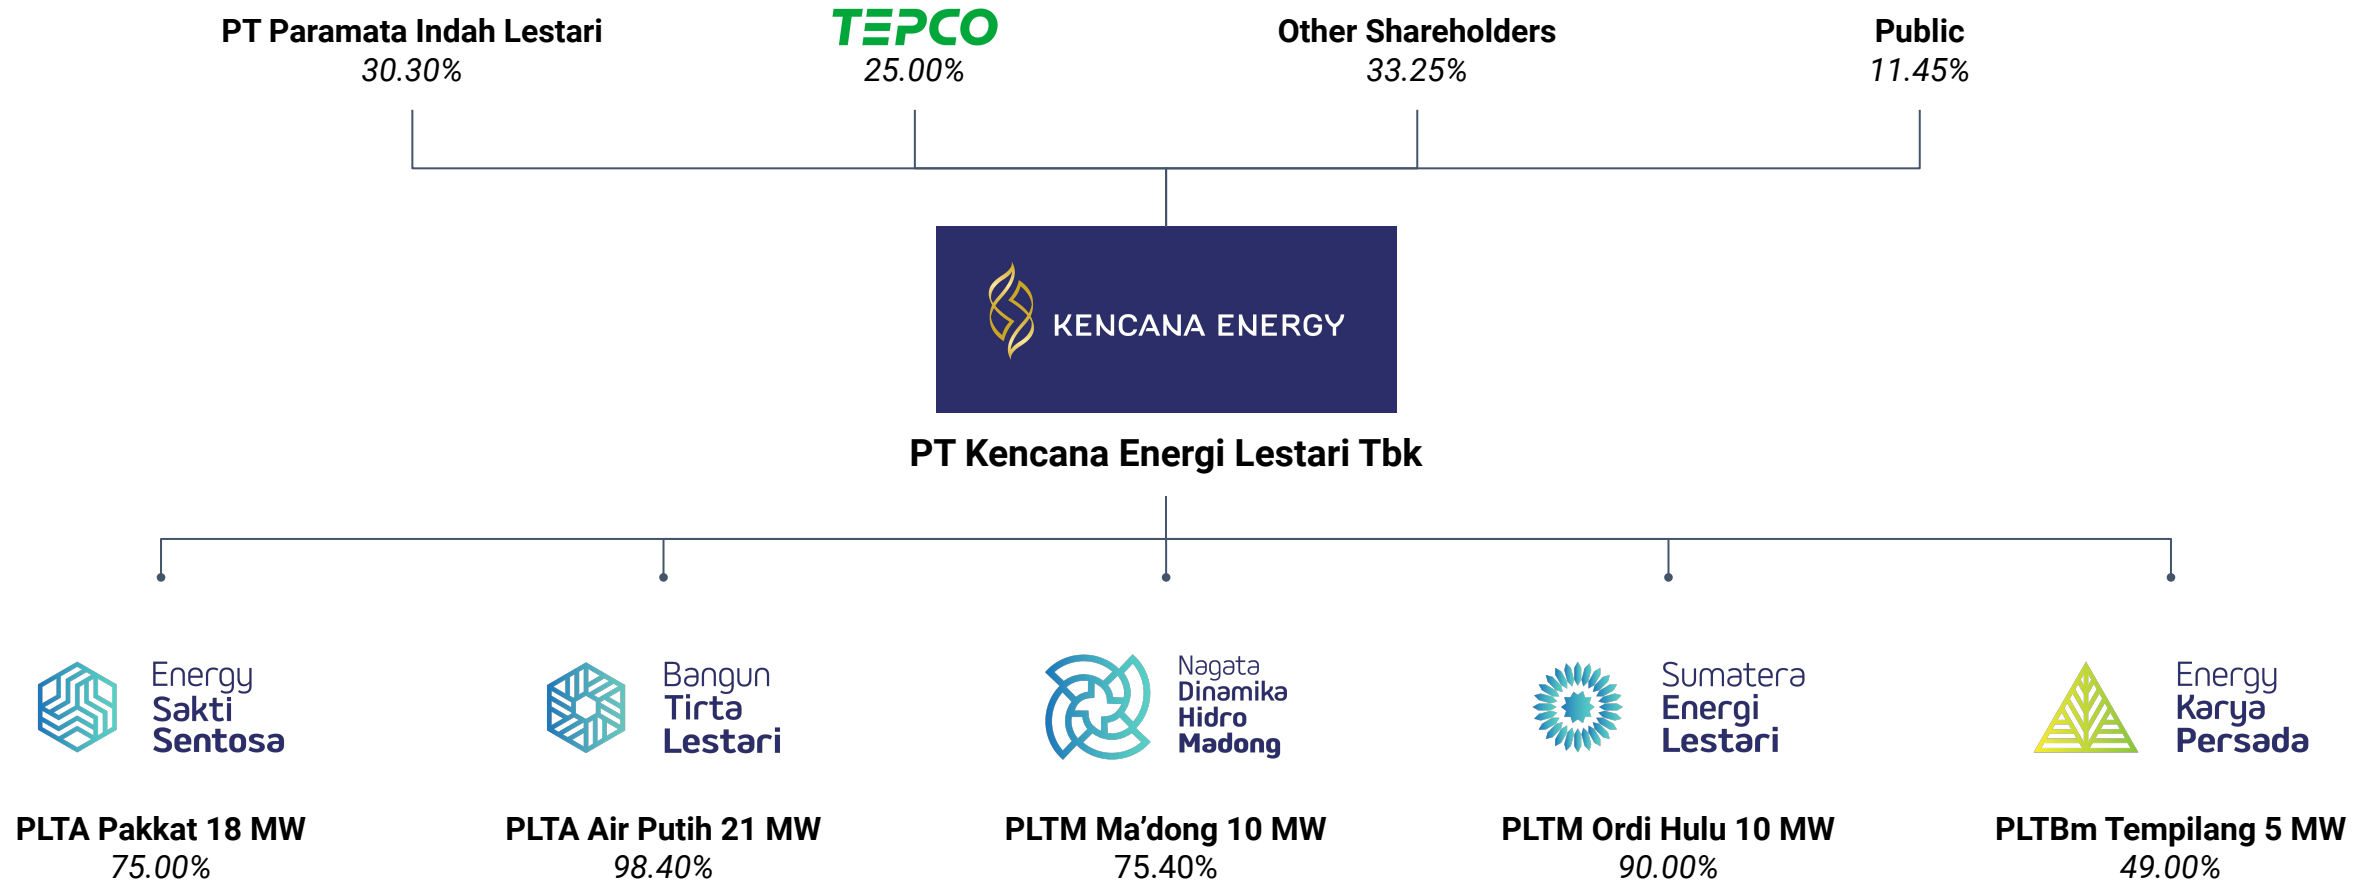 PT Paramata Indah Lestari
30.30%
TEPCO
25.00%
Other Shareholders
33.25%
Public
11.45%
KENCANA ENERGY
PT Kencana Energi Lestari Tbk
Energy
Sakti
Sentosa
PLTA Pakkat 18 MW
75.00%
Bangun
Tirta
Lestari
PLTA Air Putih 21 MW
98.40%
Nagata
Dinamika
Hidro
Madong
PLTM Ma’dong 10 MW
75.40%
Sumatera
Energi
Lestari
PLTM Ordi Hulu 10 MW
90.00%
Energy
Karya
Persada
PLTBm Tempilang 5 MW
49.00%